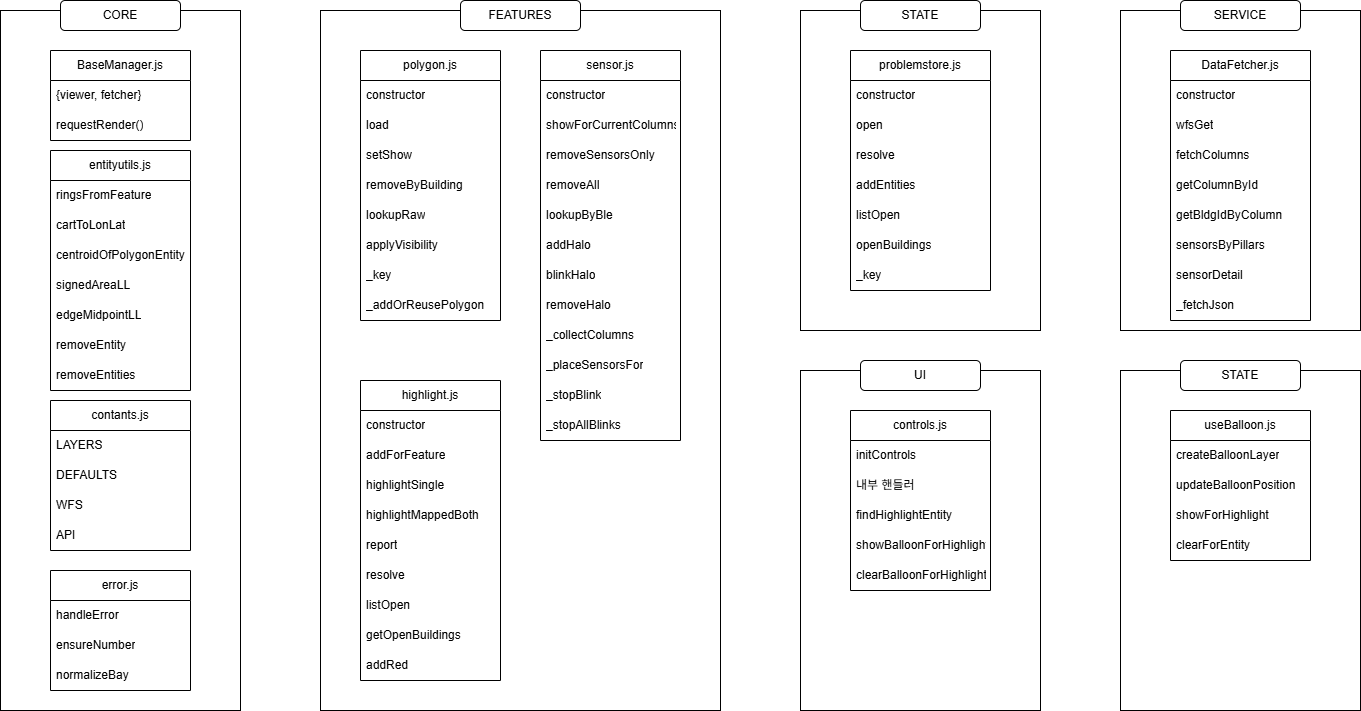 CORE
BaseManager.js
{viewer, fetcher}
requestRender()
entityutils.js
ringsFromFeature
cartToLonLat
centroidOfPolygonEntity
signedAreaLL
edgeMidpointLL
removeEntity
removeEntities
contants.js
LAYERS
DEFAULTS
WFS
API
error.js
handleError
ensureNumber
normalizeBay
FEATURES
polygon.js
constructor
load
setShow
removeByBuilding
lookupRaw
applyVisibility
_key
_addOrReusePolygon
highlight.js
constructor
addForFeature
highlightSingle
highlightMappedBoth
report
resolve
listOpen
getOpenBuildings
addRed
sensor.js
constructor
showForCurrentColumns
removeSensorsOnly
removeAll
lookupByBle
addHalo
blinkHalo
removeHalo
_collectColumns
_placeSensorsFor
_stopBlink
_stopAllBlinks
STATE
problemstore.js
constructor
open
resolve
addEntities
listOpen
openBuildings
_key
UI
controls.js
initControls
내부 핸들러
findHighlightEntity
showBalloonForHighligh
clearBalloonForHighlight
SERVICE
DataFetcher.js
constructor
wfsGet
fetchColumns
getColumnById
getBldgIdByColumn
sensorsByPillars
sensorDetail
_fetchJson
STATE
useBalloon.js
createBalloonLayer
updateBalloonPosition
showForHighlight
clearForEntity